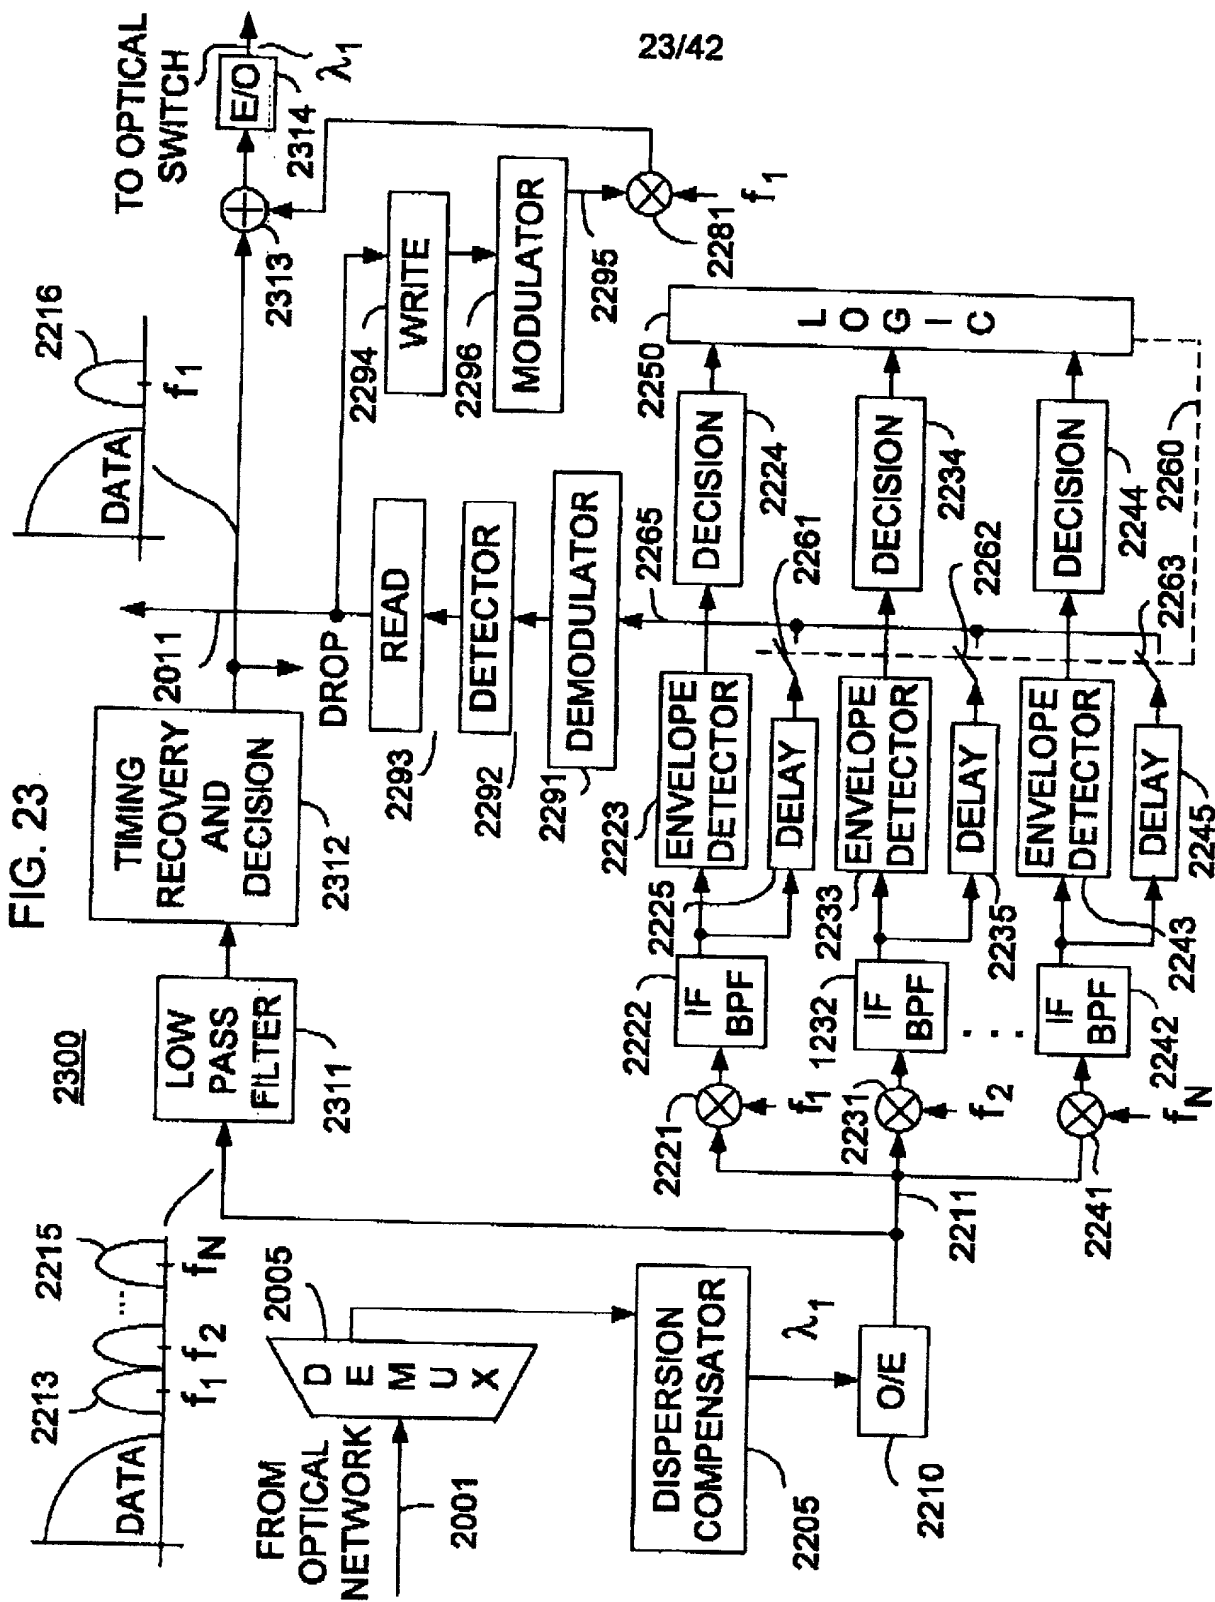 23/42
FIG. 23
2300
DATA
2213
f1
f2
...
fN
2215
FROM
OPTICAL
NETWORK
2001
DEMUX
2005
DISPERSION
COMPENSATOR
2205
λ1
O/E
2210
2211
LOW
PASS
FILTER
2311
TIMING
RECOVERY
AND
DECISION
2312
2011
DROP
DATA
2216
f1
2313
TO OPTICAL
SWITCH
E/O
2314
λ1
READ
2293
DETECTOR
2292
DEMODULATOR
2291
WRITE
2294
MODULATOR
2296
2295
2281
f1
2221
f1
IF
BPF
2222
ENVELOPE
DETECTOR
2223
DELAY
2225
2265
DECISION
2224
2261
2231
f2
IF
BPF
1232
ENVELOPE
DETECTOR
2233
DELAY
2235
DECISION
2234
2262
. . .
2241
fN
IF
BPF
2242
ENVELOPE
DETECTOR
2243
DELAY
2245
DECISION
2244
2263
2260
LOGIC
2250